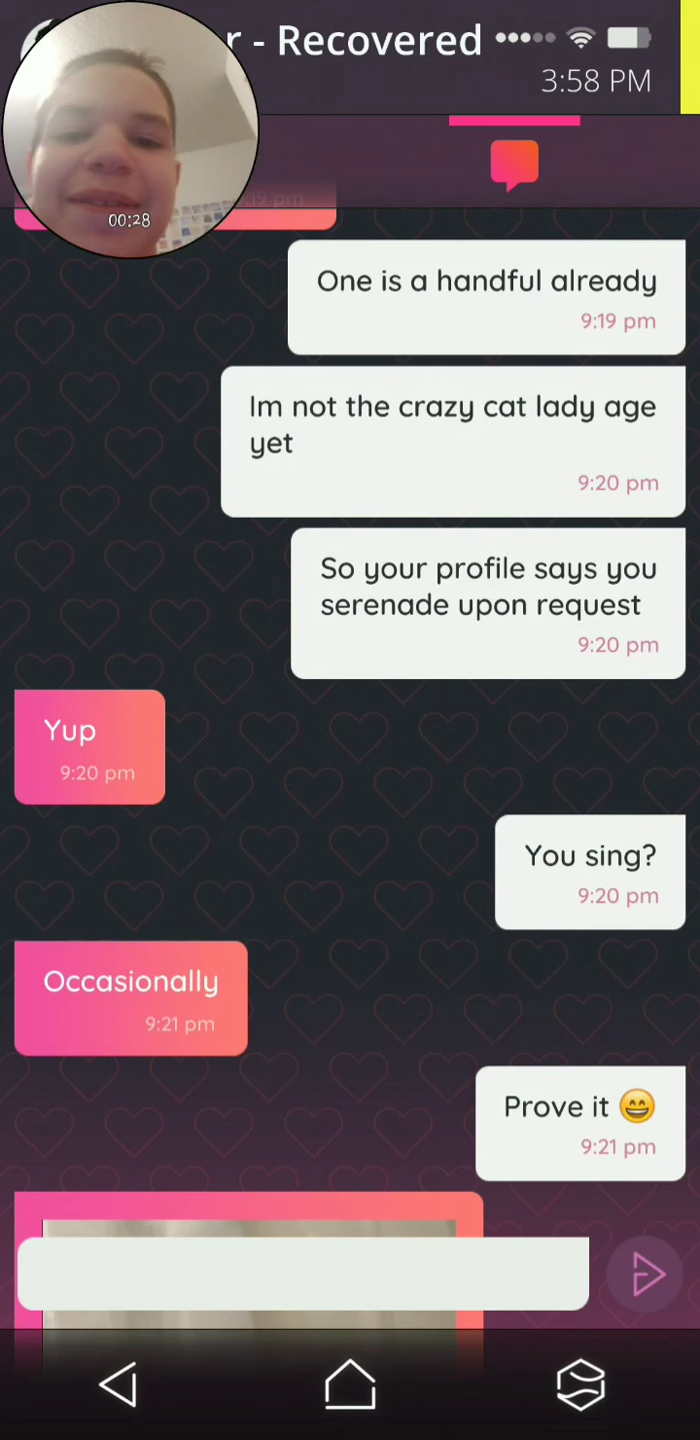 r - Recovered
3:58 PM
00:28
:19 pm
One is a handful already
9:19 pm
Im not the crazy cat lady age
yet
9:20 pm
So your profile says you
serenade upon request
9:20 pm
Yup
9:20 pm
You sing?
9:20 pm
Occasionally
9:21 pm
Prove it 😄
9:21 pm